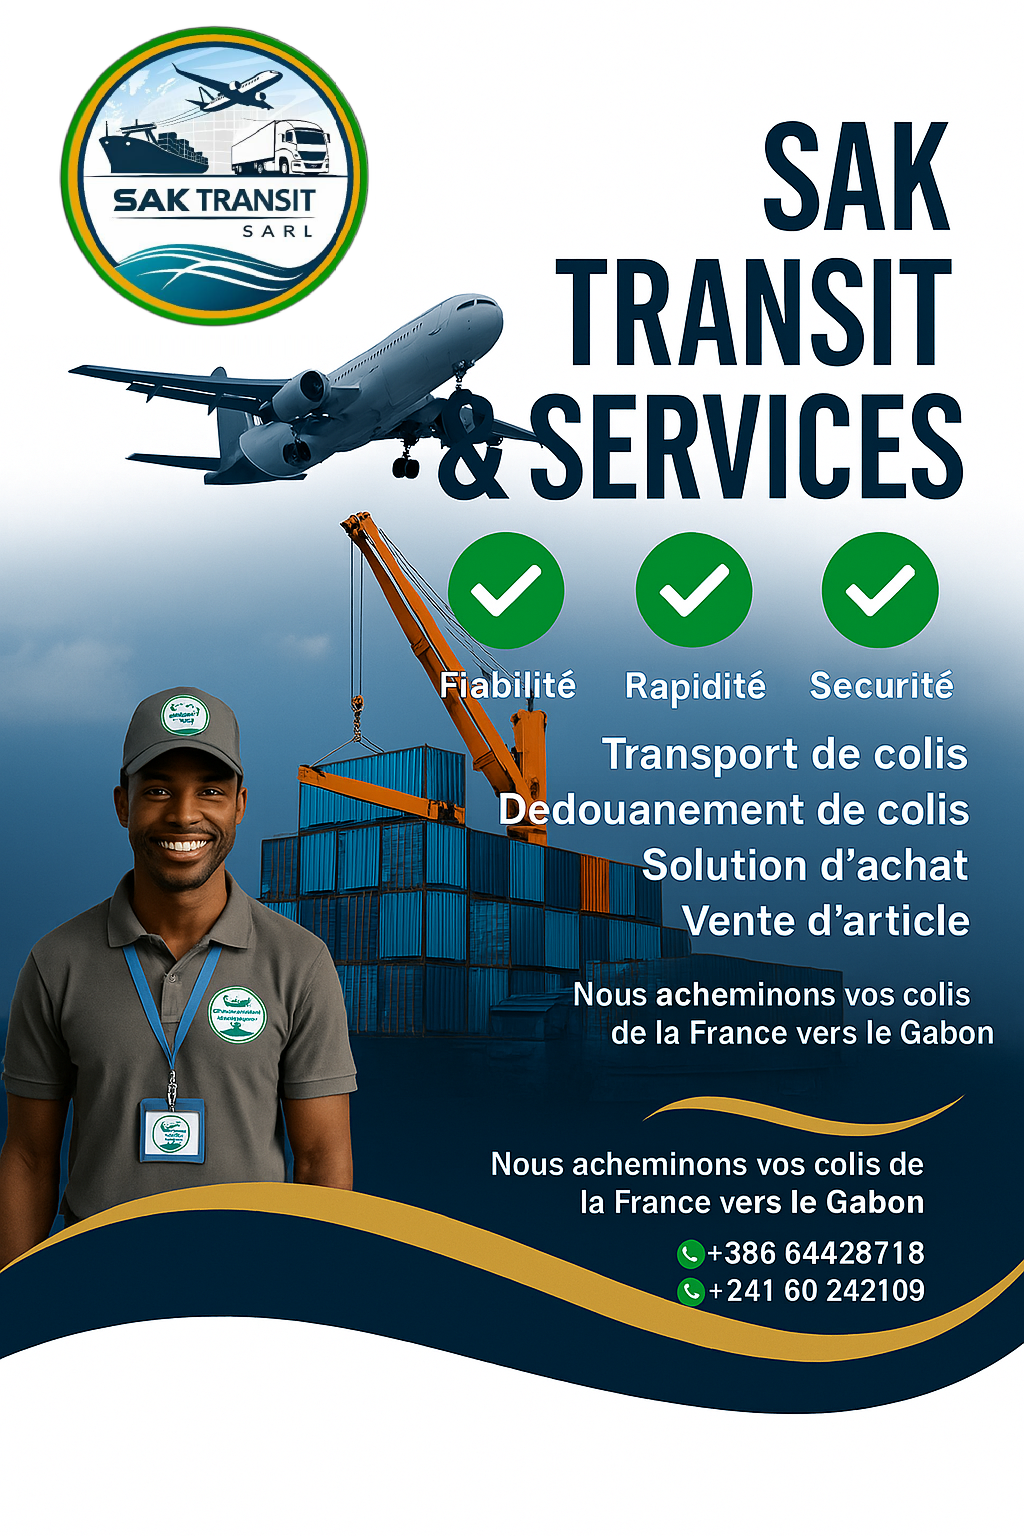 SAK TRANSIT
SARL
SAK
TRANSIT
& SERVICES
Fiabilité
Rapidité
Securité
Transport de colis
Dedouanement de colis
Solution d'achat
Vente d'article
Nous acheminons vos colis
de la France vers le Gabon
Nous acheminons vos colis de
la France vers le Gabon
+386 64428718
+241 60 242109